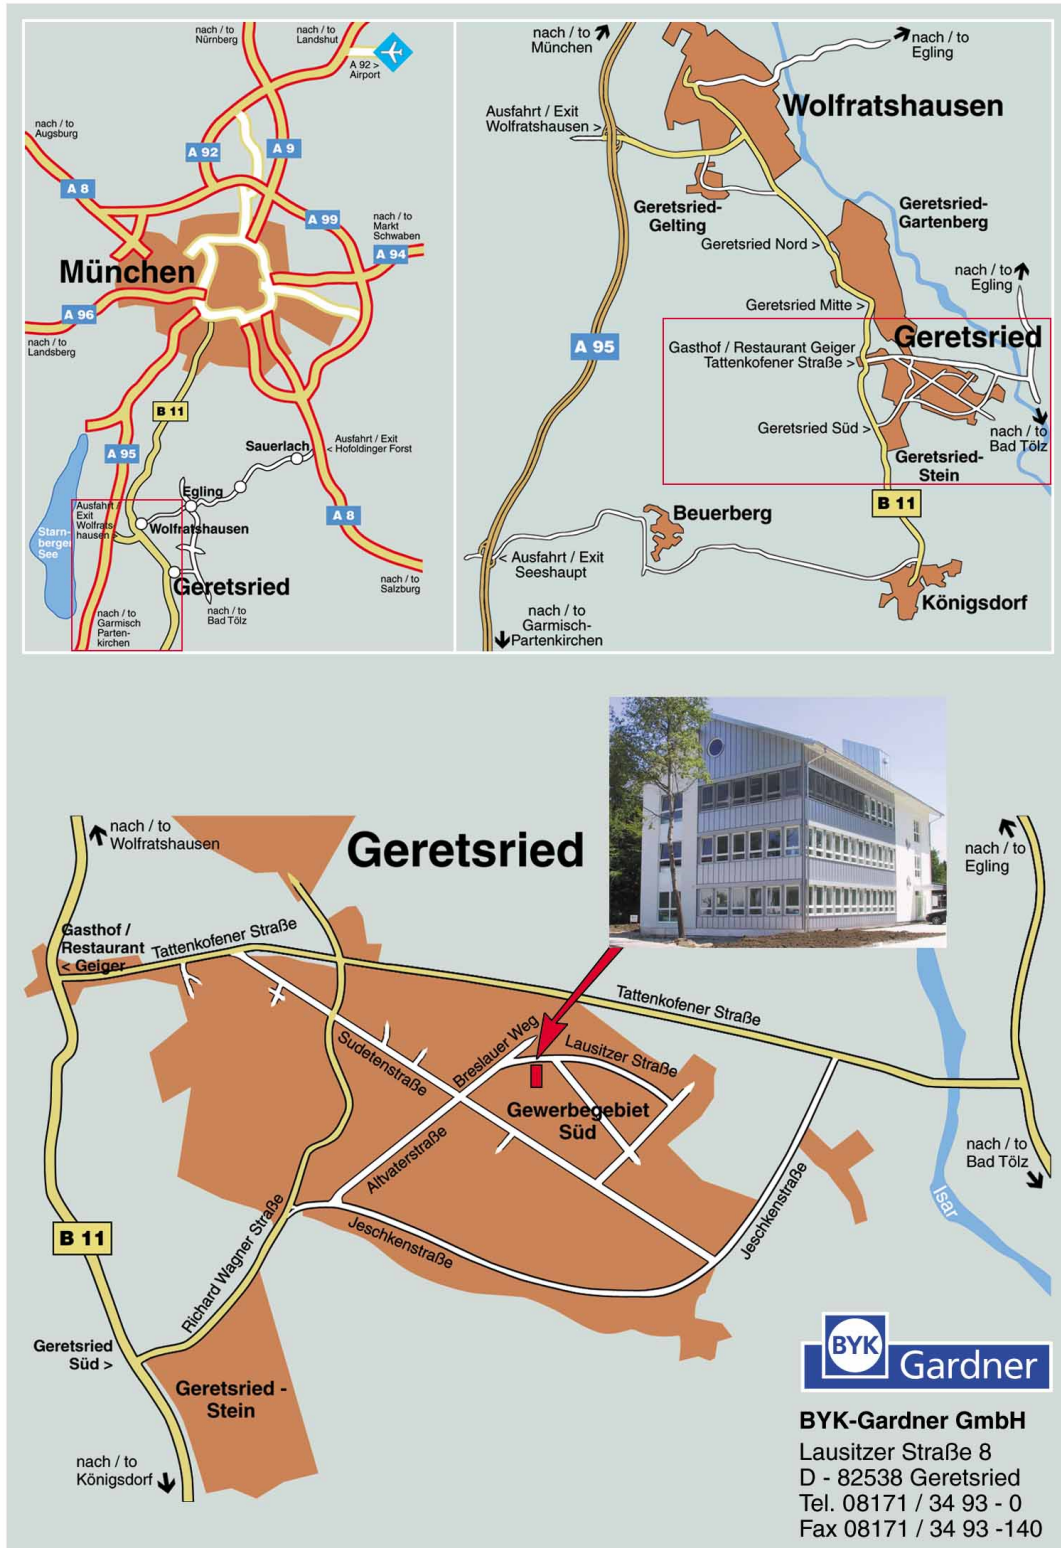 nach / to
Nürnberg
nach / to
Landshut
A 92 >
Airport
nach / to
Augsburg
A 92
A 9
A 8
A 99
nach / to
Markt
Schwaben
A 94
München
A 96
nach / to
Landsberg
B 11
A 95
Sauerlach
Ausfahrt / Exit
< Hofoldinger Forst
Egling
A 8
Ausfahrt /
Exit
Wolfrats-
hausen >
Wolfratshausen
Starn-
berger
See
Geretsried
nach / to
Salzburg
nach / to
Garmisch
Parten-
kirchen
nach / to
Bad Tölz
nach / to
München
nach / to
Egling
Wolfratshausen
Ausfahrt / Exit
Wolfratshausen >
Geretsried-
Gelting
Geretsried-
Gartenberg
Geretsried Nord >
nach / to
Egling
Geretsried Mitte >
Geretsried
A 95
Gasthof / Restaurant Geiger
Tattenkofener Straße >
Geretsried Süd >
nach / to
Bad Tölz
Geretsried-
Stein
B 11
Beuerberg
< Ausfahrt / Exit
Seeshaupt
Königsdorf
nach / to
Garmisch-
Partenkirchen
nach / to
Wolfratshausen
Geretsried
nach / to
Egling
Gasthof /
Restaurant
< Geiger
Tattenkofener Straße
Tattenkofener Straße
Sudetenstraße
Breslauer Weg
Lausitzer Straße
Gewerbegebiet
Süd
Altvaterstraße
nach / to
Bad Tölz
Isar
Jeschkenstraße
Jeschkenstraße
Richard Wagner Straße
B 11
Geretsried
Süd >
Geretsried -
Stein
nach / to
Königsdorf
BYK
Gardner
BYK-Gardner GmbH
Lausitzer Straße 8
D - 82538 Geretsried
Tel. 08171 / 34 93 - 0
Fax 08171 / 34 93 -140